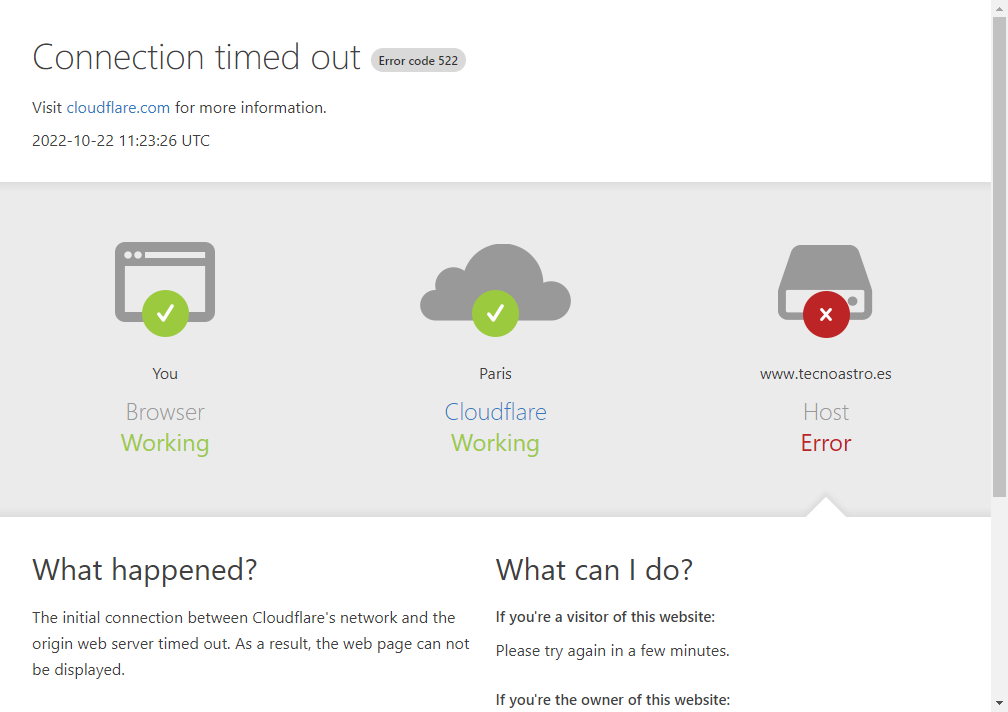 Connection timed out Error code 522
Visit cloudflare.com for more information.
2022-10-22 11:23:26 UTC
You
Browser
Working
Paris
Cloudflare
Working
www.tecnoastro.es
Host
Error
What happened?
The initial connection between Cloudflare's network and the
origin web server timed out. As a result, the web page can not
be displayed.
What can I do?
If you're a visitor of this website:
Please try again in a few minutes.
If you're the owner of this website: